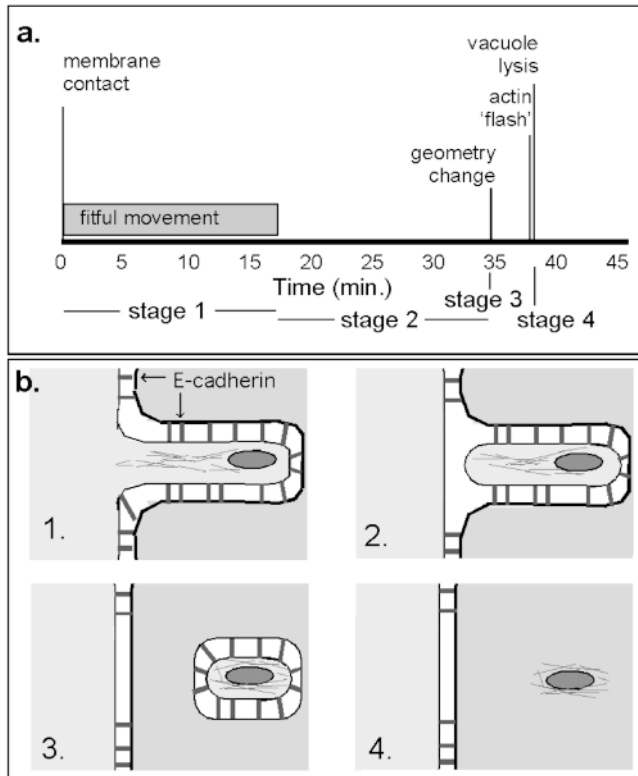 a.
membrane
contact
vacuole
lysis
actin
'flash'
geometry
change
fitful movement
0 5 10 15 20 25 30 35 40 45
Time (min.)
stage 1
stage 2
stage 3
stage 4
b.
E-cadherin
1.
2.
3.
4.